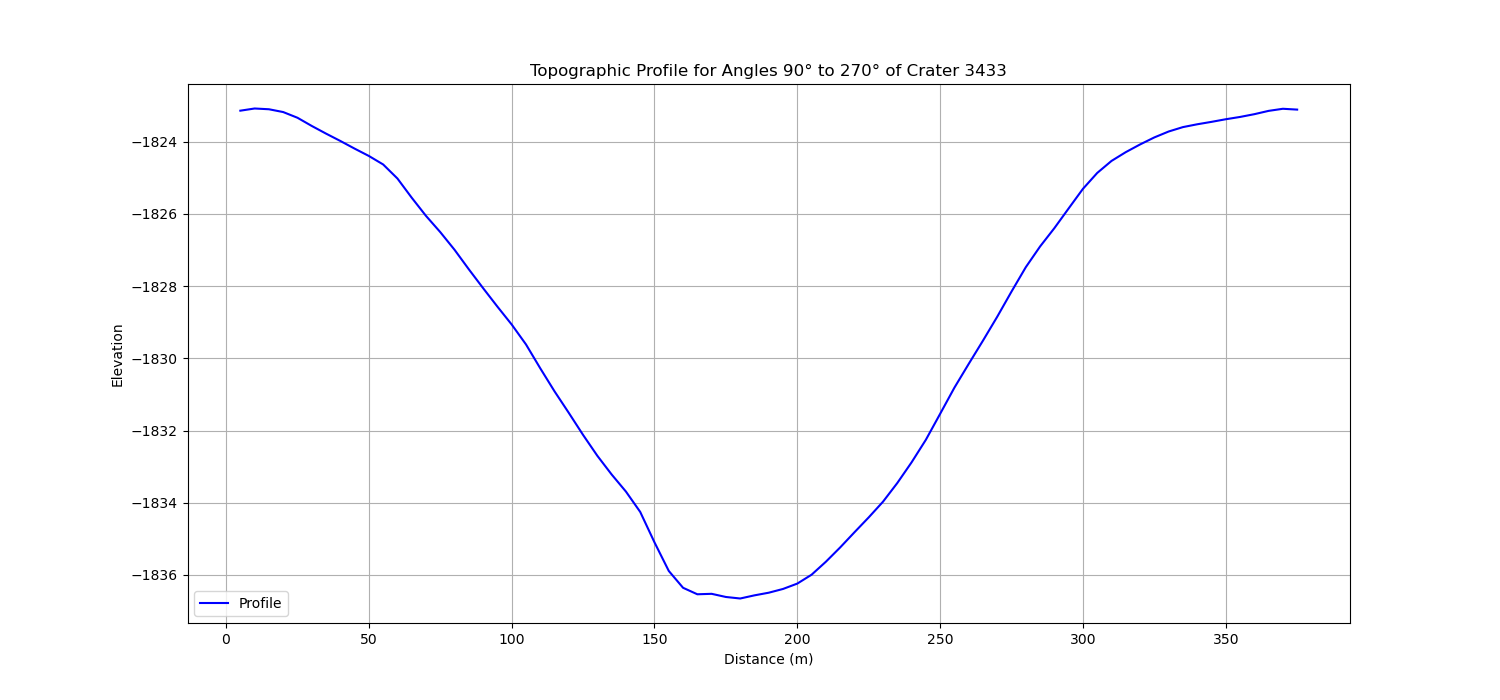 Topographic Profile for Angles 90° to 270° of Crater 3433
Elevation
−1824
−1826
−1828
−1830
−1832
−1834
−1836
Profile
0 50 100 150 200 250 300 350
Distance (m)